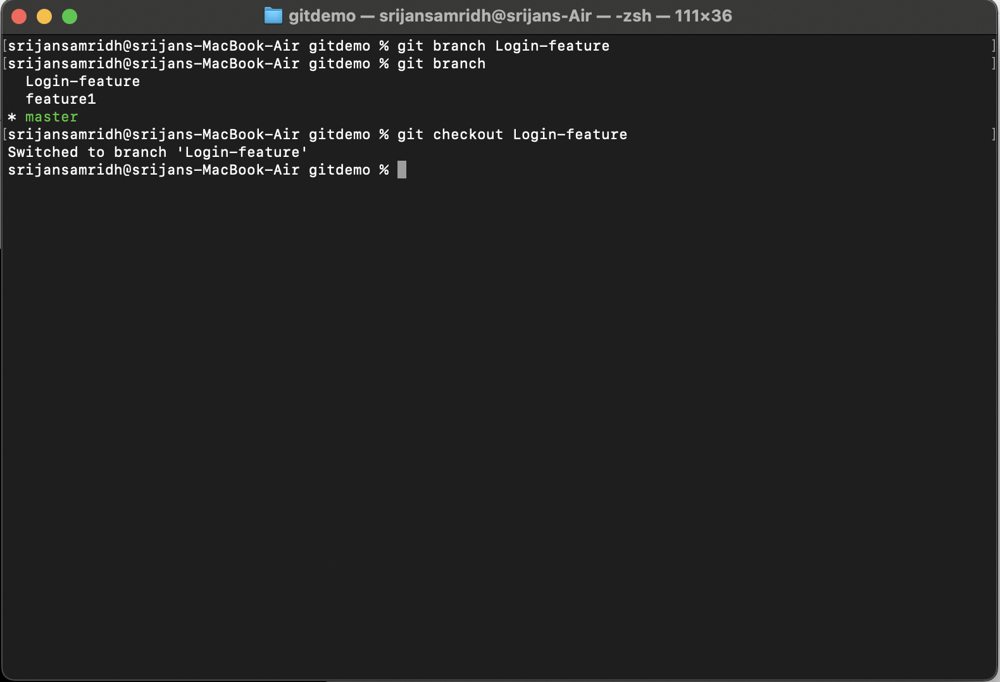 gitdemo — srijansamridh@srijans-Air — -zsh — 111×36
[srijansamridh@srijans-MacBook-Air gitdemo % git branch Login-feature ]
[srijansamridh@srijans-MacBook-Air gitdemo % git branch ]
  Login-feature
  feature1
* master
[srijansamridh@srijans-MacBook-Air gitdemo % git checkout Login-feature ]
Switched to branch 'Login-feature'
srijansamridh@srijans-MacBook-Air gitdemo %